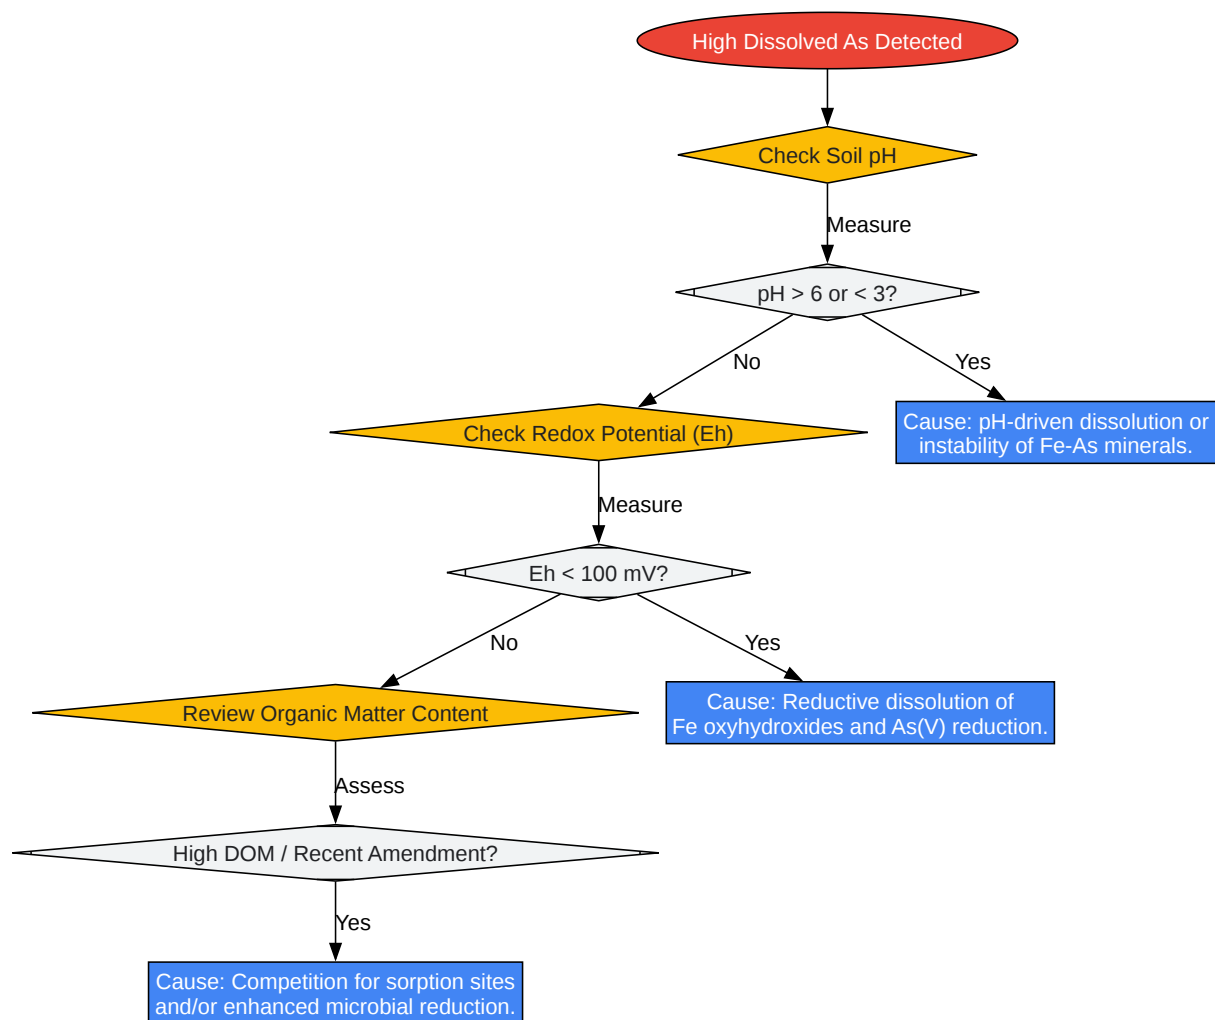 High Dissolved As Detected
Check Soil pH
Measure
pH > 6 or < 3?
No
Yes
Check Redox Potential (Eh)
Cause: pH-driven dissolution or
instability of Fe-As minerals.
Measure
Eh < 100 mV?
No
Yes
Review Organic Matter Content
Cause: Reductive dissolution of
Fe oxyhydroxides and As(V) reduction.
Assess
High DOM / Recent Amendment?
Yes
Cause: Competition for sorption sites
and/or enhanced microbial reduction.